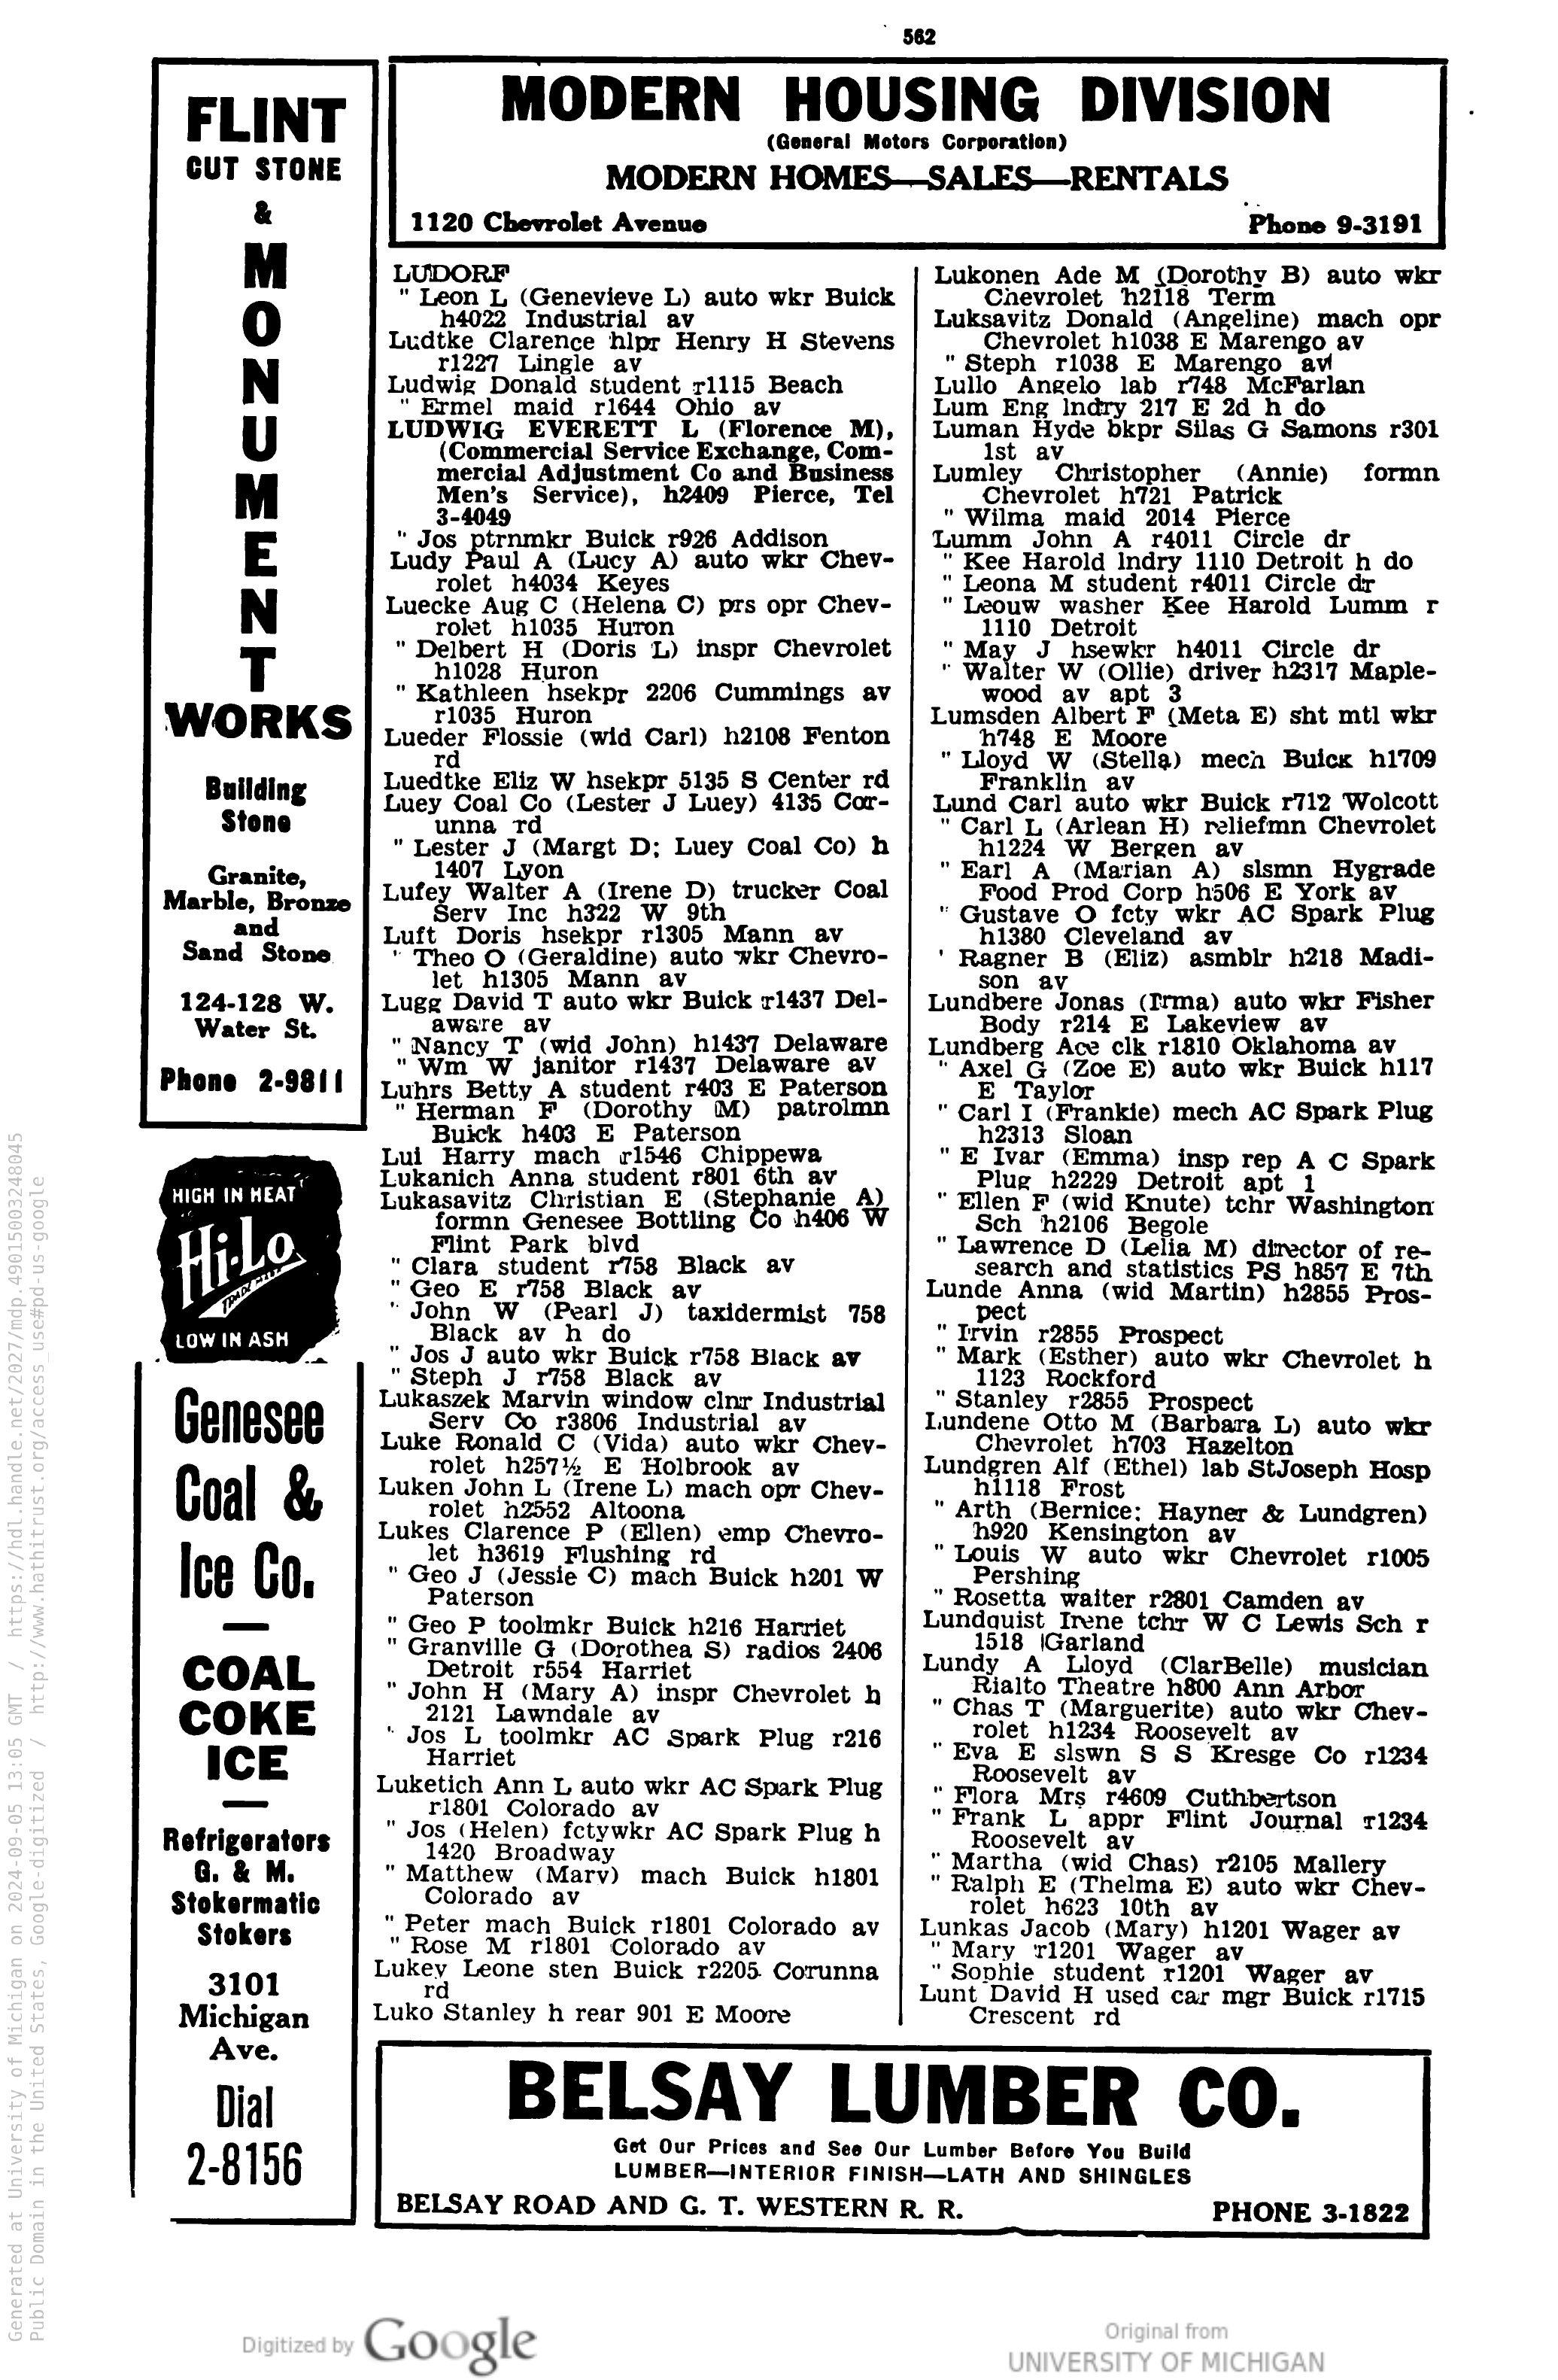 562
FLINT
CUT STONE
&
MONUMENT
WORKS
Building
Stone
Granite,
Marble, Bronze
and
Sand Stone
124-128 W.
Water St.
Phone 2-9811
HIGH IN HEAT
Hi-Lo
TRADE MARK
LOW IN ASH
Genesee
Coal &
Ice Co.
COAL
COKE
ICE
Refrigerators
G. & M.
Stokermatic
Stokers
3101
Michigan
Ave.
Dial
2-8156
MODERN HOUSING DIVISION
(General Motors Corporation)
MODERN HOMES—SALES—RENTALS
1120 Chevrolet Avenue Phone 9-3191
LUDORF
" Leon L (Genevieve L) auto wkr Buick
h4022 Industrial av
Ludtke Clarence hlpr Henry H Stevens
r1227 Lingle av
Ludwig Donald student r1115 Beach
" Ermel maid r1644 Ohio av
LUDWIG EVERETT L (Florence M),
(Commercial Service Exchange, Com-
mercial Adjustment Co and Business
Men's Service), h2409 Pierce, Tel
3-4049
" Jos ptrnmkr Buick r926 Addison
Ludy Paul A (Lucy A) auto wkr Chev-
rolet h4034 Keyes
Luecke Aug C (Helena C) prs opr Chev-
rolet h1035 Huron
" Delbert H (Doris L) inspr Chevrolet
h1028 Huron
" Kathleen hsekpr 2206 Cummings av
r1035 Huron
Lueder Flossie (wid Carl) h2108 Fenton
rd
Luedtke Eliz W hsekpr 5135 S Center rd
Luey Coal Co (Lester J Luey) 4135 Cor-
unna rd
" Lester J (Margt D; Luey Coal Co) h
1407 Lyon
Lufey Walter A (Irene D) trucker Coal
Serv Inc h322 W 9th
Luft Doris hsekpr r1305 Mann av
" Theo O (Geraldine) auto wkr Chevro-
let h1305 Mann av
Lugg David T auto wkr Buick r1437 Del-
aware av
" Nancy T (wid John) h1437 Delaware
" Wm W janitor r1437 Delaware av
Luhrs Betty A student r403 E Paterson
" Herman F (Dorothy M) patrolmn
Buick h403 E Paterson
Lui Harry mach r1546 Chippewa
Lukanich Anna student r801 6th av
Lukasavitz Christian E (Stephanie A)
formn Genesee Bottling Co h406 W
Flint Park blvd
" Clara student r758 Black av
" Geo E r758 Black av
" John W (Pearl J) taxidermist 758
Black av h do
" Jos J auto wkr Buick r758 Black av
" Steph J r758 Black av
Lukaszek Marvin window clnr Industrial
Serv Co r3806 Industrial av
Luke Ronald C (Vida) auto wkr Chev-
rolet h257½ E Holbrook av
Luken John L (Irene L) mach opr Chev-
rolet h2552 Altoona
Lukes Clarence P (Ellen) emp Chevro-
let h3619 Flushing rd
" Geo J (Jessie C) mach Buick h201 W
Paterson
" Geo P toolmkr Buick h216 Harriet
" Granville G (Dorothea S) radios 2406
Detroit r554 Harriet
" John H (Mary A) inspr Chevrolet h
2121 Lawndale av
" Jos L toolmkr AC Spark Plug r216
Harriet
Luketich Ann L auto wkr AC Spark Plug
r1801 Colorado av
" Jos (Helen) fctywkr AC Spark Plug h
1420 Broadway
" Matthew (Mary) mach Buick h1801
Colorado av
" Peter mach Buick r1801 Colorado av
" Rose M r1801 Colorado av
Lukey Leone sten Buick r2205 Corunna
rd
Luko Stanley h rear 901 E Moore
Lukonen Ade M (Dorothy B) auto wkr
Chevrolet h2118 Term
Luksavitz Donald (Angeline) mach opr
Chevrolet h1038 E Marengo av
" Steph r1038 E Marengo av
Lullo Angelo lab r748 McFarlan
Lum Eng lndry 217 E 2d h do
Luman Hyde bkpr Silas G Samons r301
1st av
Lumley Christopher (Annie) formn
Chevrolet h721 Patrick
" Wilma maid 2014 Pierce
Lumm John A r4011 Circle dr
" Kee Harold lndry 1110 Detroit h do
" Leona M student r4011 Circle dr
" Leouw washer Kee Harold Lumm r
1110 Detroit
" May J hsewkr h4011 Circle dr
" Walter W (Ollie) driver h2317 Maple-
wood av apt 3
Lumsden Albert F (Meta E) sht mtl wkr
h748 E Moore
" Lloyd W (Stella) mech Buick h1709
Franklin av
Lund Carl auto wkr Buick r712 Wolcott
" Carl L (Arlean H) reliefmn Chevrolet
h1224 W Bergen av
" Earl A (Marian A) slsmn Hygrade
Food Prod Corp h506 E York av
" Gustave O fcty wkr AC Spark Plug
h1380 Cleveland av
' Ragner B (Eliz) asmblr h218 Madi-
son av
Lundbere Jonas (Irma) auto wkr Fisher
Body r214 E Lakeview av
Lundberg Ace clk r1810 Oklahoma av
" Axel G (Zoe E) auto wkr Buick h117
E Taylor
" Carl I (Frankie) mech AC Spark Plug
h2313 Sloan
" E Ivar (Emma) insp rep A C Spark
Plug h2229 Detroit apt 1
" Ellen F (wid Knute) tchr Washington
Sch h2106 Begole
" Lawrence D (Lelia M) director of re-
search and statistics PS h857 E 7th
Lunde Anna (wid Martin) h2855 Pros-
pect
" Irvin r2855 Prospect
" Mark (Esther) auto wkr Chevrolet h
1123 Rockford
" Stanley r2855 Prospect
Lundene Otto M (Barbara L) auto wkr
Chevrolet h703 Hazelton
Lundgren Alf (Ethel) lab StJoseph Hosp
h1118 Frost
" Arth (Bernice; Hayner & Lundgren)
h920 Kensington av
" Louis W auto wkr Chevrolet r1005
Pershing
" Rosetta waiter r2801 Camden av
Lundquist Irene tchr W C Lewis Sch r
1518 Garland
Lundy A Lloyd (ClarBelle) musician
Rialto Theatre h800 Ann Arbor
" Chas T (Marguerite) auto wkr Chev-
rolet h1234 Roosevelt av
" Eva E slswn S S Kresge Co r1234
Roosevelt av
" Flora Mrs r4609 Cuthbertson
" Frank L appr Flint Journal r1234
Roosevelt av
" Martha (wid Chas) r2105 Mallery
" Ralph E (Thelma E) auto wkr Chev-
rolet h623 10th av
Lunkas Jacob (Mary) h1201 Wager av
" Mary r1201 Wager av
" Sophie student r1201 Wager av
Lunt David H used car mgr Buick r1715
Crescent rd
BELSAY LUMBER CO.
Get Our Prices and See Our Lumber Before You Build
LUMBER—INTERIOR FINISH—LATH AND SHINGLES
BELSAY ROAD AND G. T. WESTERN R. R. PHONE 3-1822
Generated at University of Michigan on 2024-09-05 13:05 GMT / https://hdl.handle.net/2027/mdp.49015003248045
Public Domain in the United States, Google-digitized / http://www.hathitrust.org/access_use#pd-us-google
Digitized by Google
Original from
UNIVERSITY OF MICHIGAN